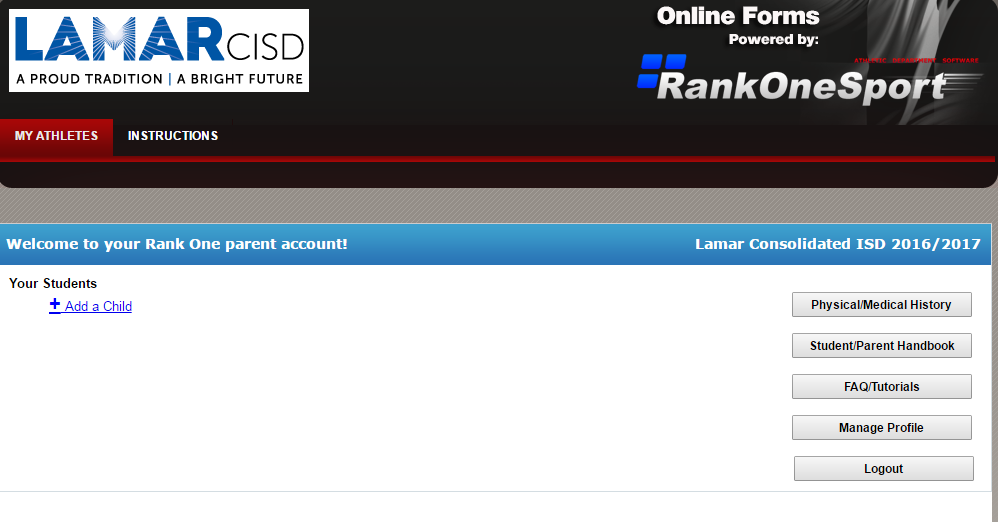 LAMAR CISD
A PROUD TRADITION | A BRIGHT FUTURE
Online Forms
Powered by:
ATHLETIC DEPARTMENT SOFTWARE
RankOneSport
MY ATHLETES INSTRUCTIONS
Welcome to your Rank One parent account! Lamar Consolidated ISD 2016/2017
Your Students
+ Add a Child
Physical/Medical History
Student/Parent Handbook
FAQ/Tutorials
Manage Profile
Logout